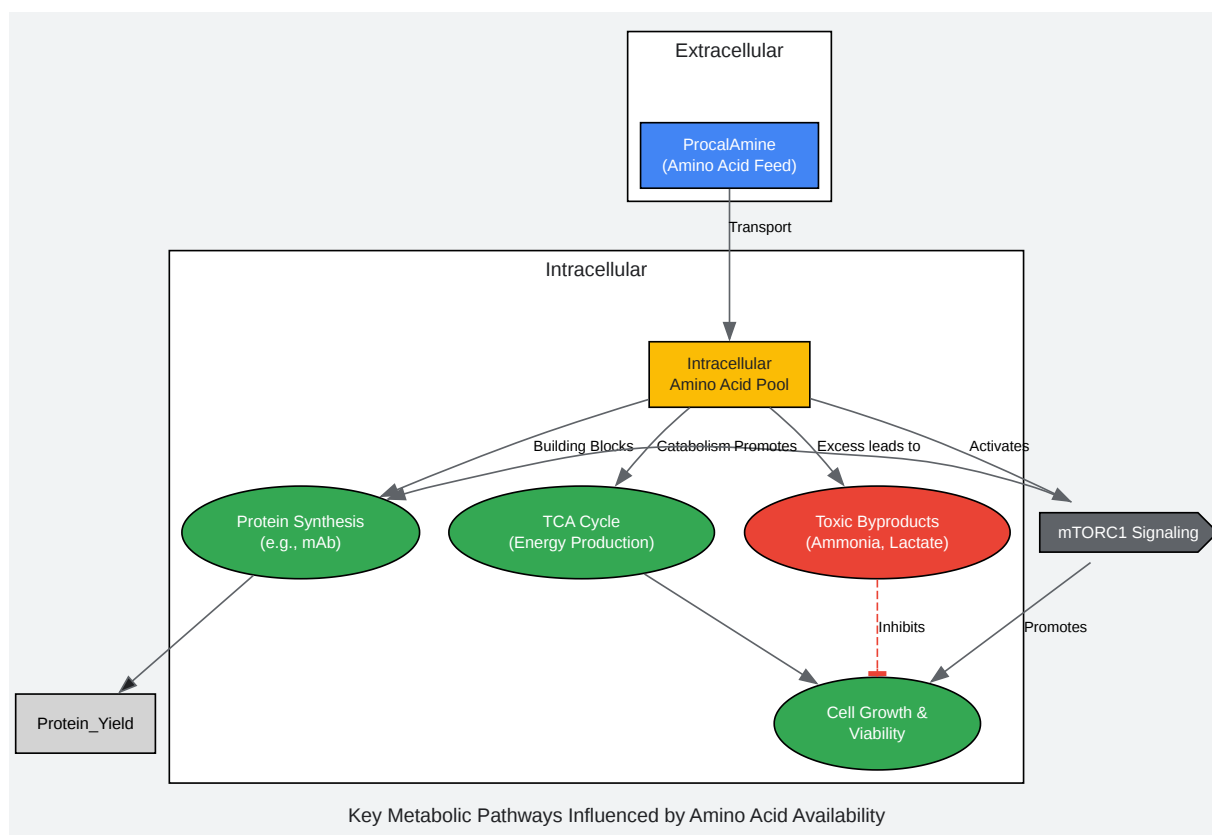 Extracellular
ProcalAmine
(Amino Acid Feed)
Transport
Intracellular
Intracellular
Amino Acid Pool
Building Blocks
Catabolism
Promotes
Excess leads to
Activates
Protein Synthesis
(e.g., mAb)
TCA Cycle
(Energy Production)
Toxic Byproducts
(Ammonia, Lactate)
mTORC1 Signaling
Inhibits
Promotes
Protein_Yield
Cell Growth &
Viability
Key Metabolic Pathways Influenced by Amino Acid Availability